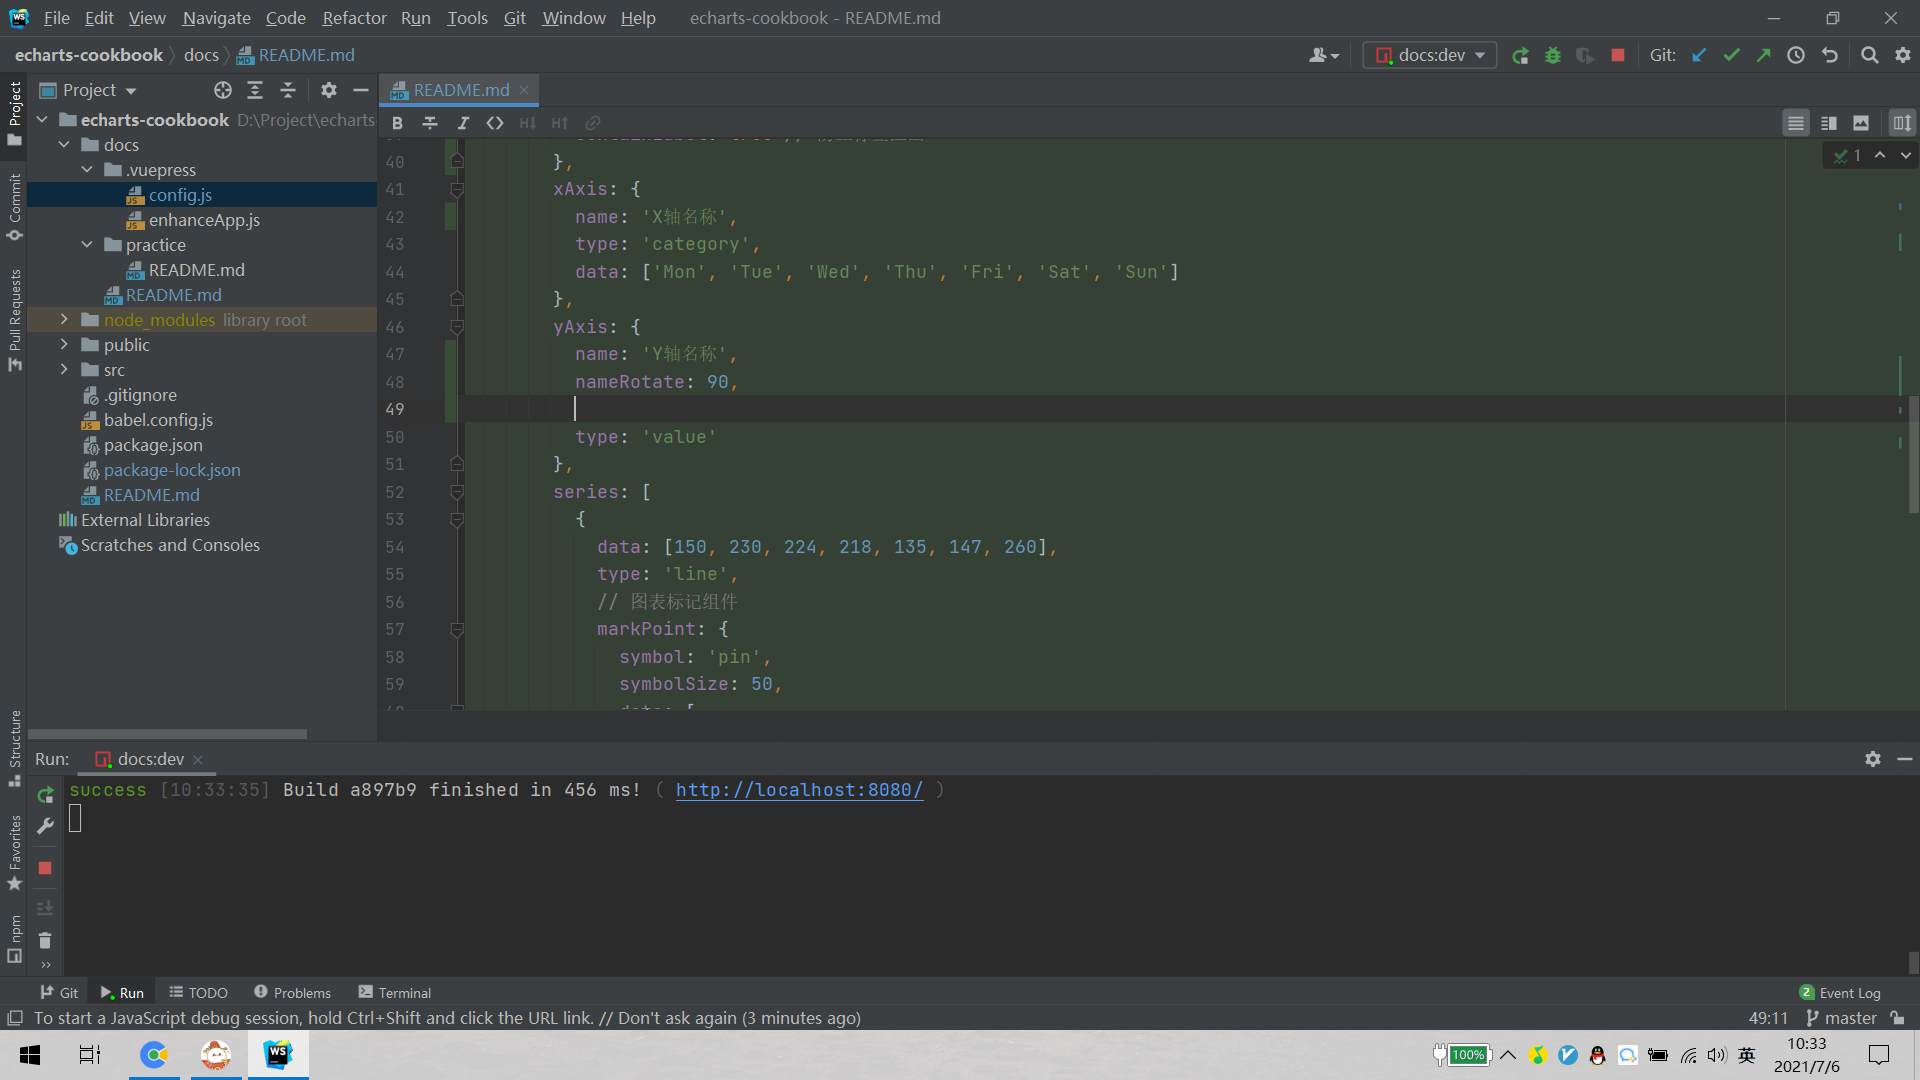 File Edit View Navigate Code Refactor Run Tools Git Window Help echarts-cookbook - README.md
echarts-cookbook docs README.md docs:dev Git:
Project README.md
echarts-cookbook D:\Project\echarts
docs
.vuepress
config.js
enhanceApp.js
practice
README.md
README.md
node_modules library root
public
src
.gitignore
babel.config.js
package.json
package-lock.json
README.md
External Libraries
Scratches and Consoles
Project
Commit
Pull Requests
Structure
Favorites
npm
B H↓ H↑
1
40 },
41 xAxis: {
42 name: 'X轴名称',
43 type: 'category',
44 data: ['Mon', 'Tue', 'Wed', 'Thu', 'Fri', 'Sat', 'Sun']
45 },
46 yAxis: {
47 name: 'Y轴名称',
48 nameRotate: 90,
49
50 type: 'value'
51 },
52 series: [
53 {
54 data: [150, 230, 224, 218, 135, 147, 260],
55 type: 'line',
56 // 图表标记组件
57 markPoint: {
58 symbol: 'pin',
59 symbolSize: 50,
Run: docs:dev
success [10:33:35] Build a897b9 finished in 456 ms! ( http://localhost:8080/ )
Git Run TODO Problems Terminal 2 Event Log
To start a JavaScript debug session, hold Ctrl+Shift and click the URL link. // Don't ask again (3 minutes ago) 49:11 master
100% 英 10:33
2021/7/6